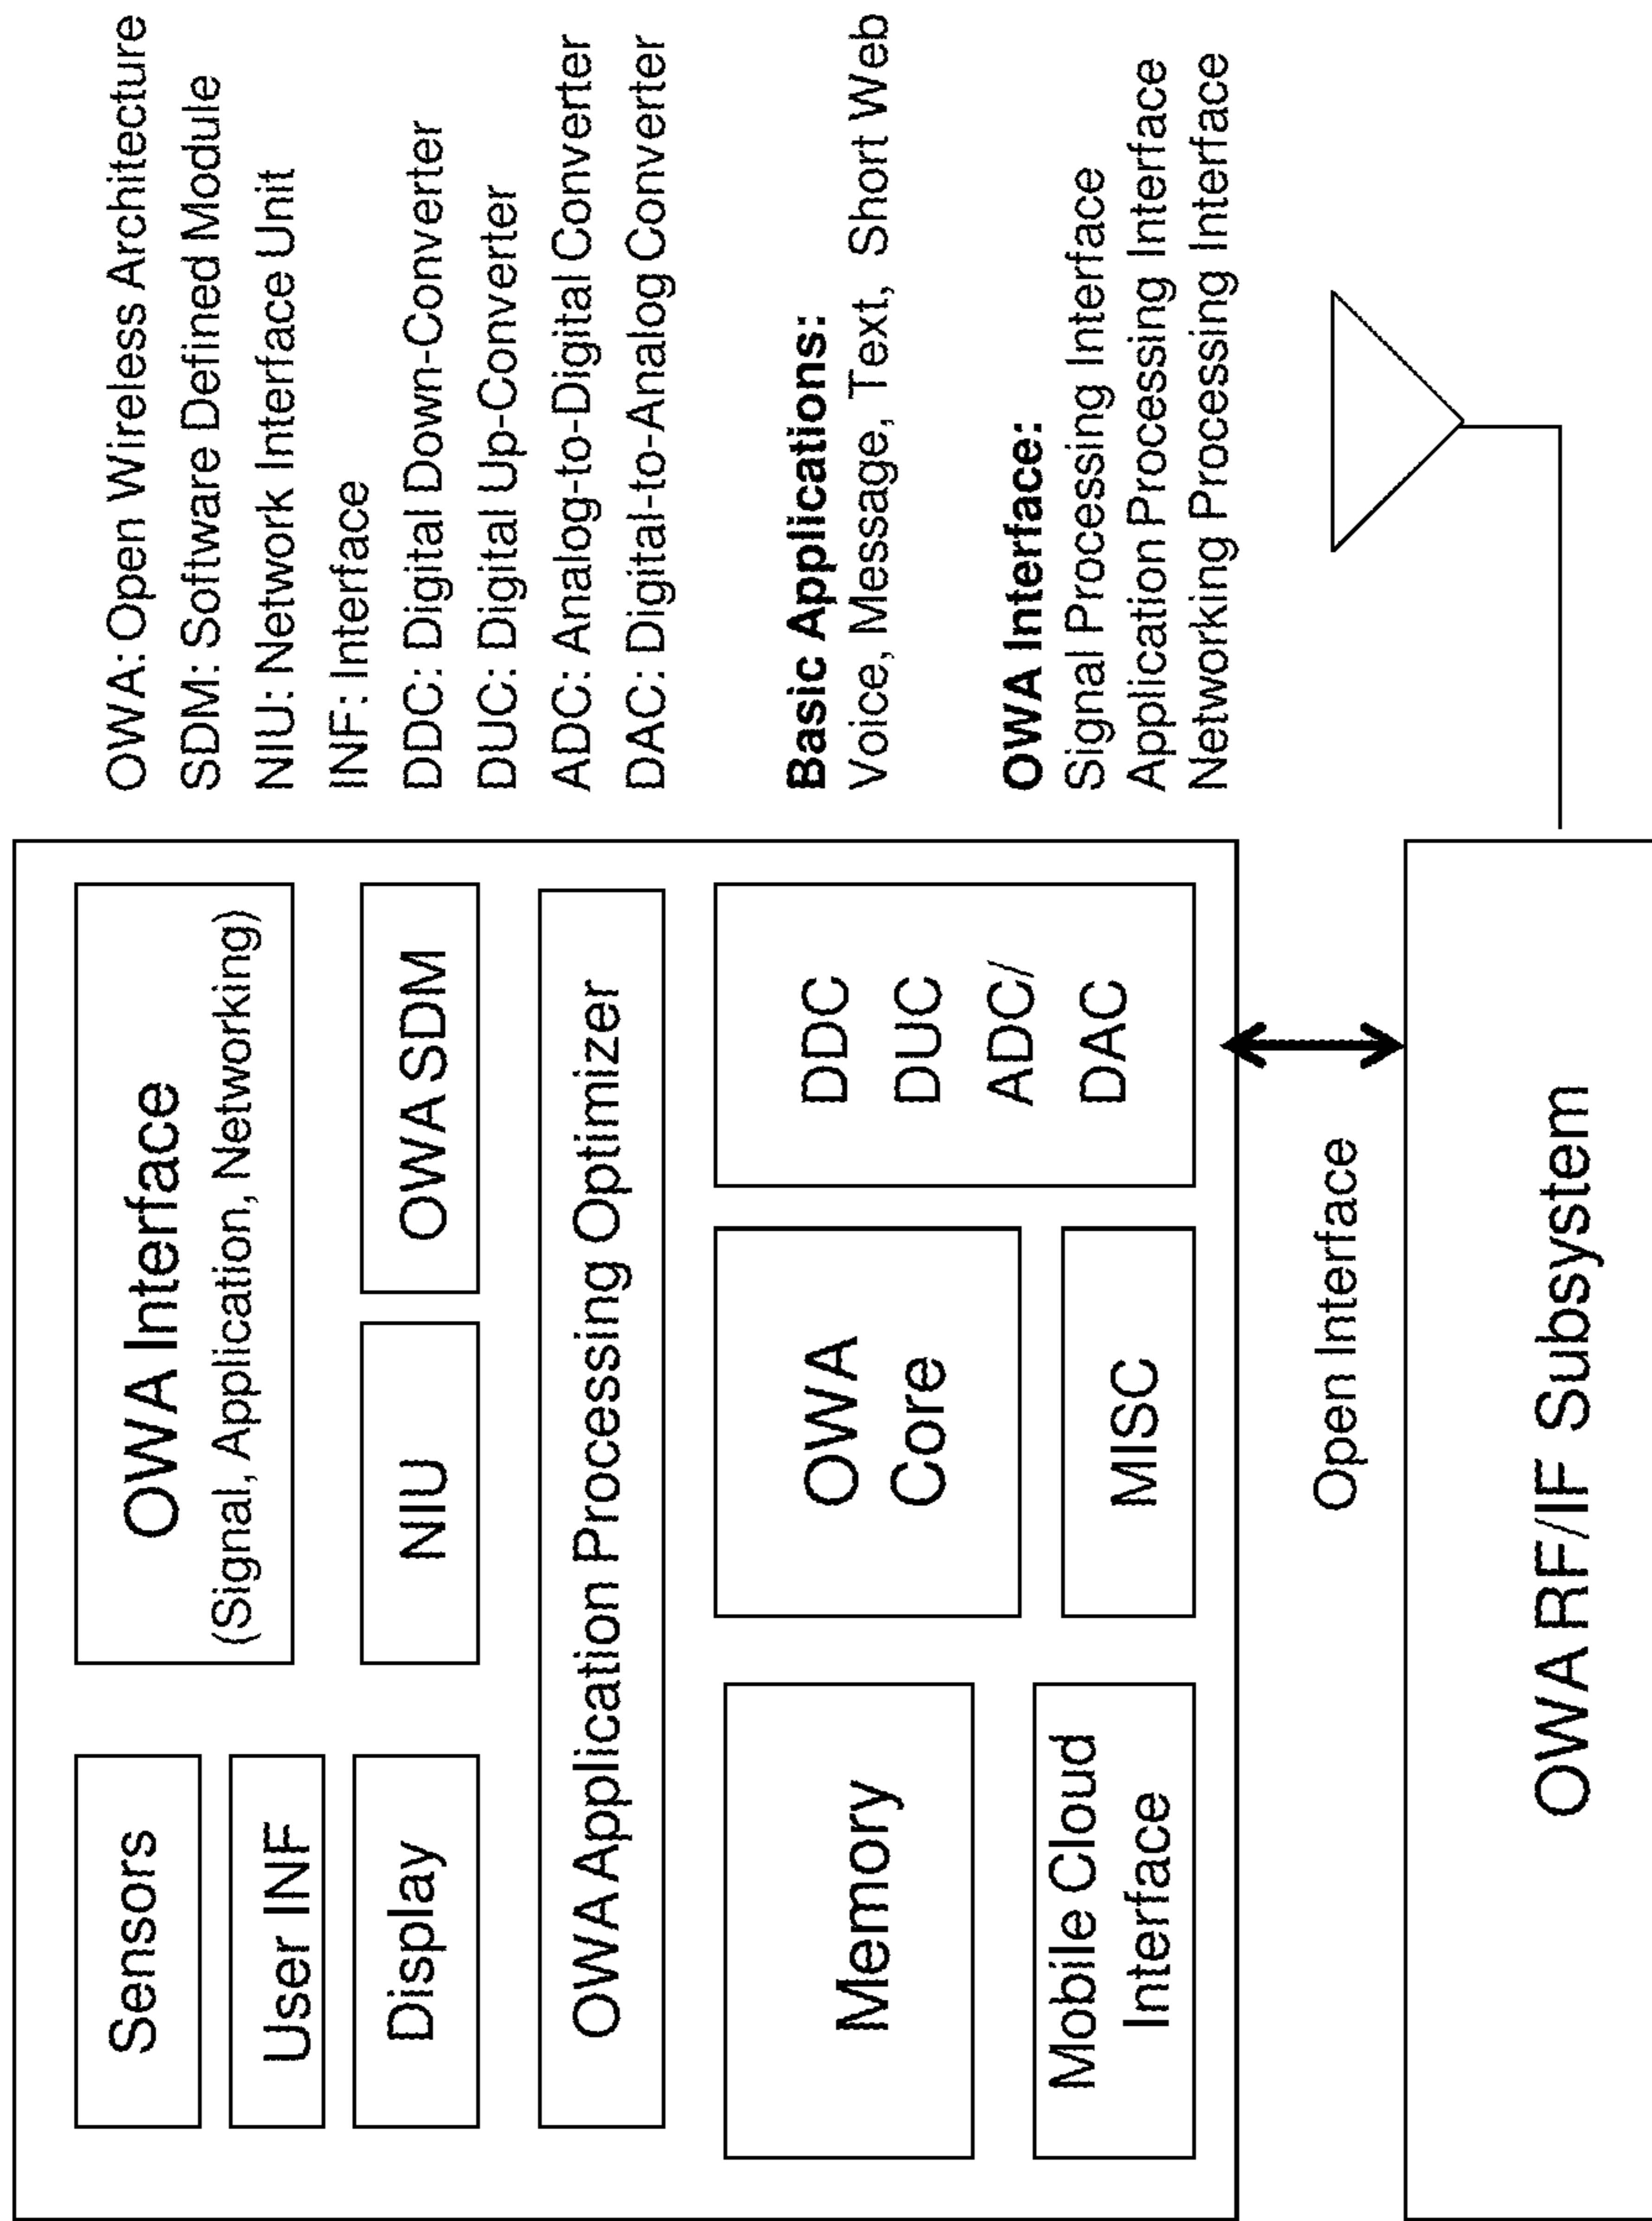 Sensors
User INF
Display
OWA Interface
(Signal, Application, Networking)
NIU
OWA SDM
OWA Application Processing Optimizer
Memory
Mobile Cloud
Interface
OWA
Core
MISC
DDC
DUC
ADC/
DAC
Open Interface
OWA RF/IF Subsystem
OWA: Open Wireless Architecture
SDM: Software Defined Module
NIU: Network Interface Unit
INF: Interface
DDC: Digital Down-Converter
DUC: Digital Up-Converter
ADC: Analog-to-Digital Converter
DAC: Digital-to-Analog Converter
Basic Applications:
Voice, Message, Text, Short Web
OWA Interface:
Signal Processing Interface
Application Processing Interface
Networking Processing Interface